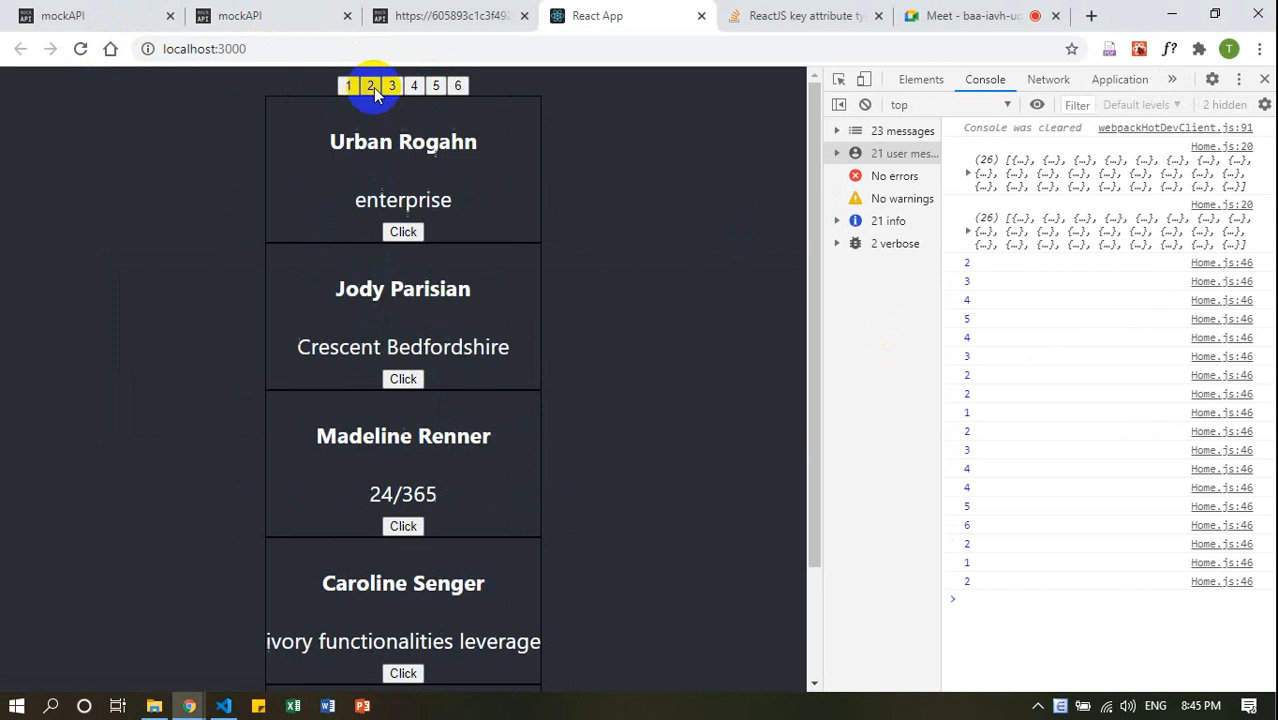 mockAPI
mockAPI
https://605893c1c3f492
React App
ReactJS key attribute ty
Meet - baa-iavh-uc
localhost:3000
f?
T
1 2 3 4 5 6
Urban Rogahn
enterprise
Click
Jody Parisian
Crescent Bedfordshire
Click
Madeline Renner
24/365
Click
Caroline Senger
ivory functionalities leverage
Click
Elements Console Network »
top Filter Default levels 2 hidden
23 messages
21 user mes...
No errors
No warnings
21 info
2 verbose
Console was cleared webpackHotDevClient.js:91
Home.js:20
(26) [{…}, {…}, {…}, {…}, {…}, {…}, {…},
{…}, {…}, {…}, {…}, {…}, {…}, {…}, {…},
{…}, {…}, {…}, {…}, {…}, {…}, {…}, {…}]
Home.js:20
(26) [{…}, {…}, {…}, {…}, {…}, {…}, {…},
{…}, {…}, {…}, {…}, {…}, {…}, {…}, {…},
{…}, {…}, {…}, {…}, {…}, {…}, {…}, {…}]
2 Home.js:46
3 Home.js:46
4 Home.js:46
5 Home.js:46
4 Home.js:46
3 Home.js:46
2 Home.js:46
2 Home.js:46
1 Home.js:46
2 Home.js:46
3 Home.js:46
4 Home.js:46
4 Home.js:46
5 Home.js:46
6 Home.js:46
2 Home.js:46
1 Home.js:46
2 Home.js:46
>
ENG 8:45 PM